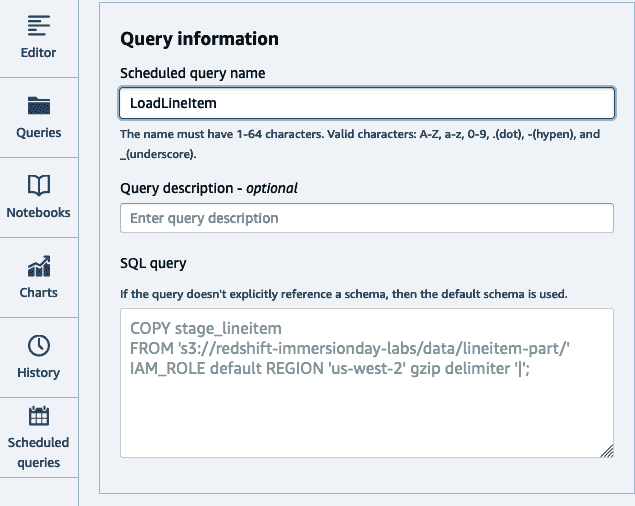 Editor
Queries
Notebooks
Charts
History
Scheduled
queries
Query information
Scheduled query name
LoadLineItem
The name must have 1-64 characters. Valid characters: A-Z, a-z, 0-9, .(dot), -(hypen), and
_(underscore).
Query description - optional
Enter query description
SQL query
If the query doesn't explicitly reference a schema, then the default schema is used.
COPY stage_lineitem
FROM 's3://redshift-immersionday-labs/data/lineitem-part/'
IAM_ROLE default REGION 'us-west-2' gzip delimiter '|';